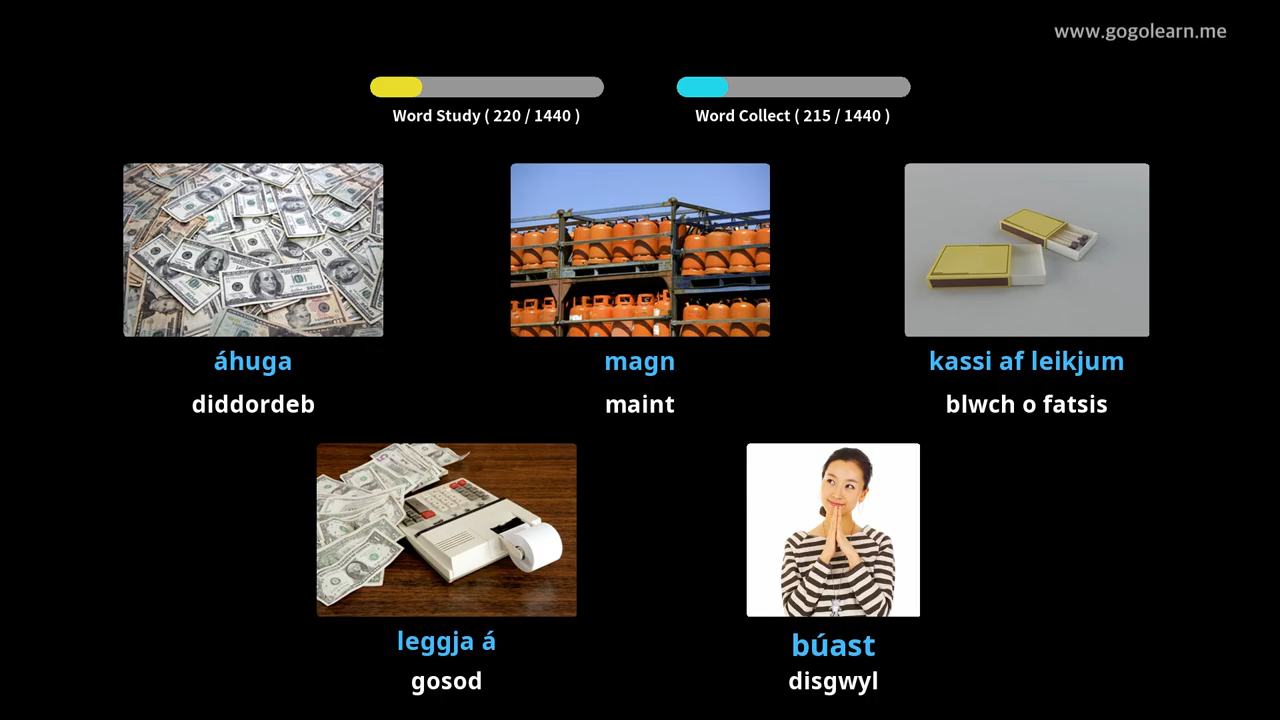 www.gogolearn.me
Word Study ( 220 / 1440 )
Word Collect ( 215 / 1440 )
áhuga
magn
kassi af leikjum
diddordeb
maint
blwch o fatsis
leggja á
búast
gosod
disgwyl